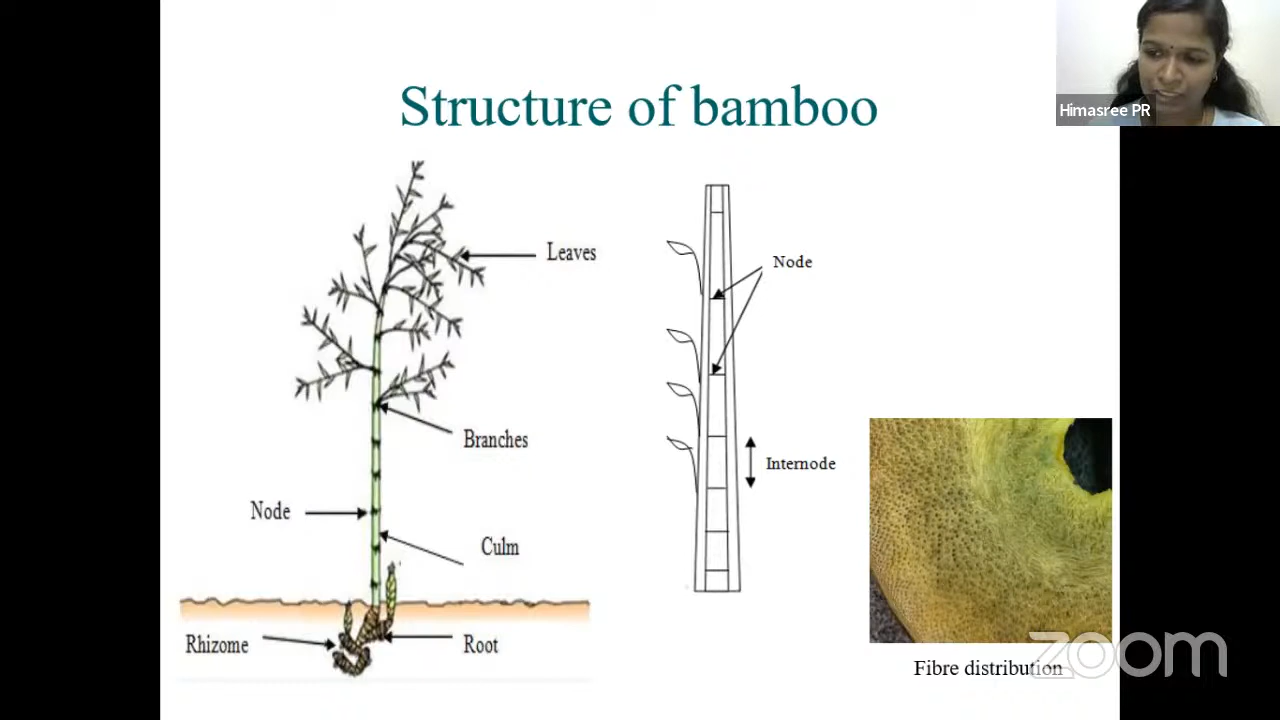 Structure of bamboo
Himasree PR
Leaves
Node
Branches
Internode
Node
Culm
Rhizome
Root
Fibre distribution
zoom